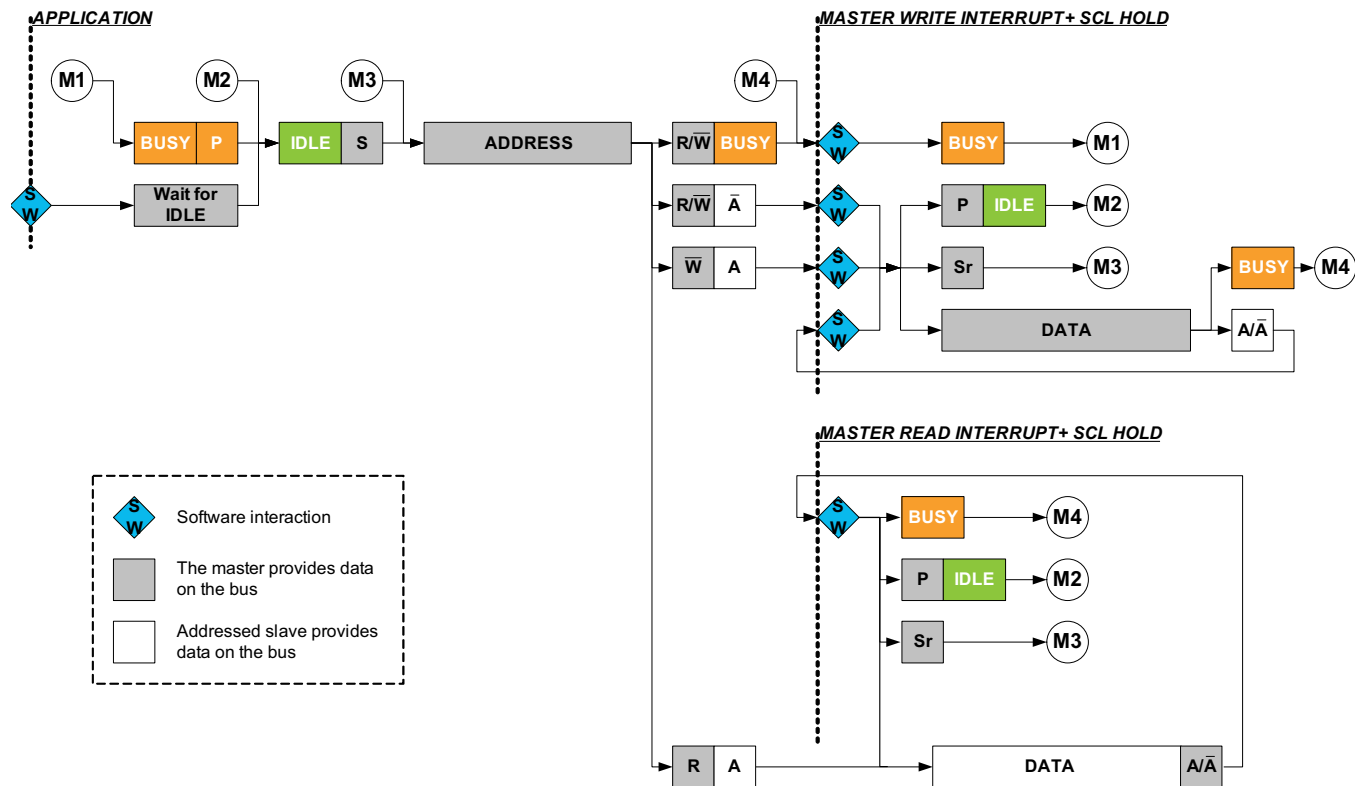 APPLICATION
MASTER WRITE INTERRUPT+ SCL HOLD
M1
M2
M3
M4
BUSY P
IDLE S
ADDRESS
R/W̅ BUSY
S
W
BUSY
M1
S
W
Wait for
IDLE
R/W̅ A̅
S
W
P IDLE
M2
W̅ A
S
W
Sr
M3
BUSY
M4
S
W
DATA
A/A̅
MASTER READ INTERRUPT+ SCL HOLD
S
W
BUSY
M4
P IDLE
M2
Sr
M3
S
W
Software interaction
The master provides data
on the bus
Addressed slave provides
data on the bus
R A
DATA
A/A̅